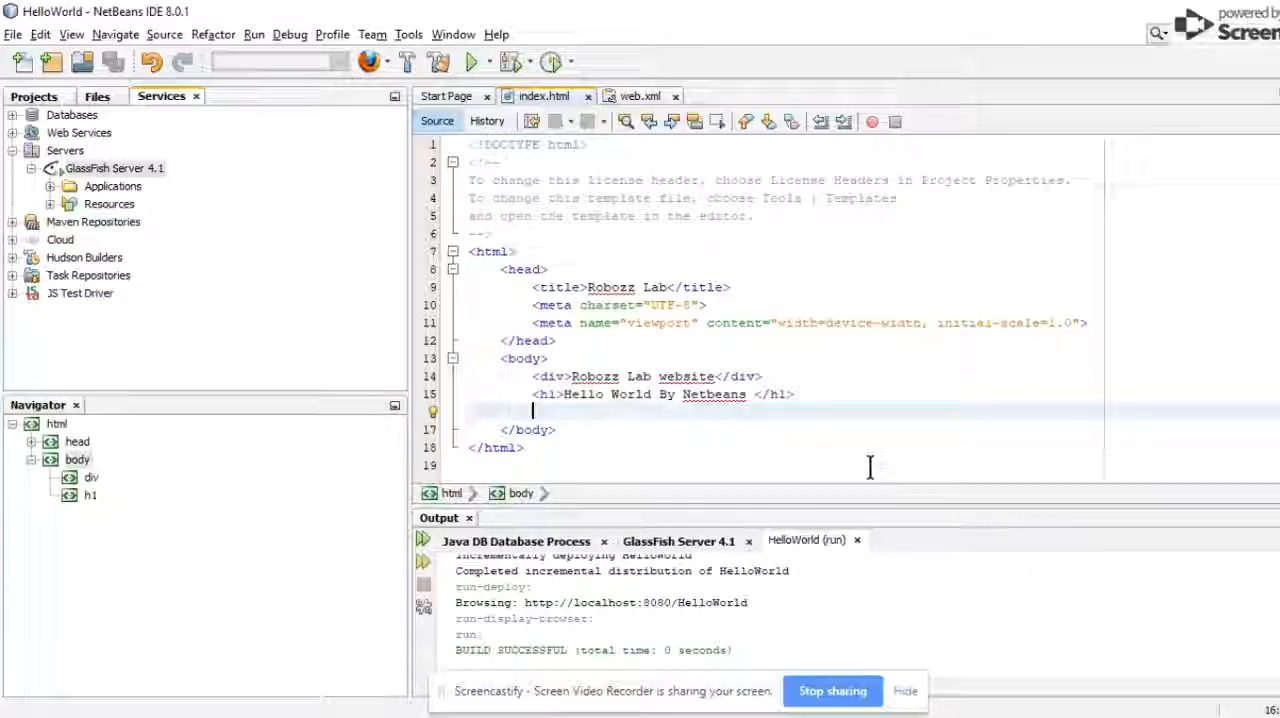 HelloWorld - NetBeans IDE 8.0.1
powered by
Screen
File Edit View Navigate Source Refactor Run Debug Profile Team Tools Window Help
Projects Files Services
Databases
Web Services
Servers
GlassFish Server 4.1
Applications
Resources
Maven Repositories
Cloud
Hudson Builders
Task Repositories
JS Test Driver
Navigator
html
head
body
div
h1
Start Page index.html web.xml
Source History
1 <!DOCTYPE html>
2 <!--
3 To change this license header, choose License Headers in Project Properties.
4 To change this template file, choose Tools | Templates
5 and open the template in the editor.
6 -->
7 <html>
8 <head>
9 <title>Robozz Lab</title>
10 <meta charset="UTF-8">
11 <meta name="viewport" content="width=device-width, initial-scale=1.0">
12 </head>
13 <body>
14 <div>Robozz Lab website</div>
15 <h1>Hello World By Netbeans </h1>
17 </body>
18 </html>
19
html body
Output
Java DB Database Process GlassFish Server 4.1 HelloWorld (run)
Incrementally deploying HelloWorld
Completed incremental distribution of HelloWorld
run-deploy:
Browsing: http://localhost:8080/HelloWorld
run-display-browser:
run:
BUILD SUCCESSFUL (total time: 0 seconds)
Screencastify - Screen Video Recorder is sharing your screen. Stop sharing Hide
16: